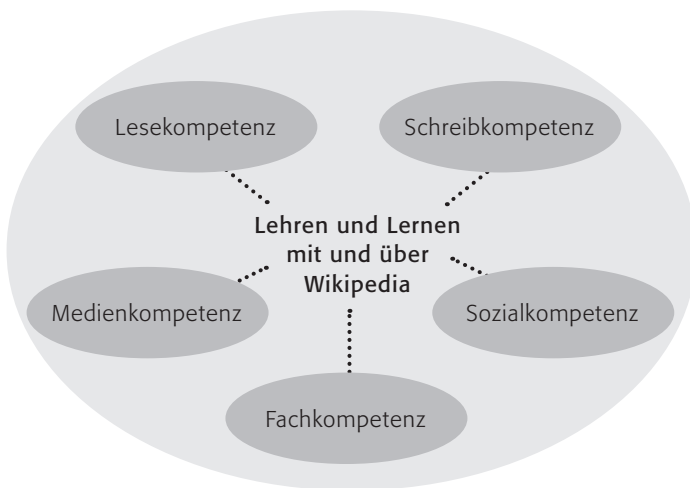 Lesekompetenz
Schreibkompetenz
Lehren und Lernen
mit und über
Wikipedia
Medienkompetenz
Sozialkompetenz
Fachkompetenz